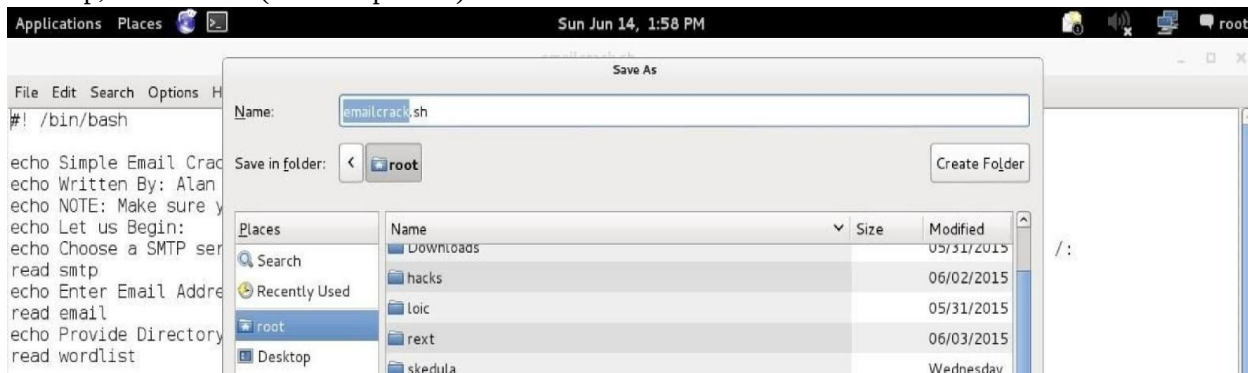 Applications Places Sun Jun 14, 1:58 PM root
Save As
File Edit Search Options H
Name: emailcrack.sh
#! /bin/bash
Save in folder: < root Create Folder
echo Simple Email Crac
echo Written By: Alan
echo NOTE: Make sure y
echo Let us Begin:
echo Choose a SMTP ser /:
read smtp
echo Enter Email Addre
read email
echo Provide Directory
read wordlist
Places
Search
Recently Used
root
Desktop
Name Size Modified
Downloads 05/31/2015
hacks 06/02/2015
loic 05/31/2015
rext 06/03/2015
skedula Wednesday